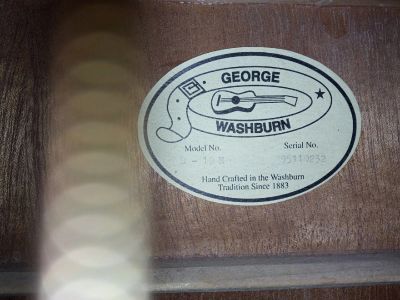 GEORGE
WASHBURN
Model No. Serial No.
Hand Crafted in the Washburn
Tradition Since 1883